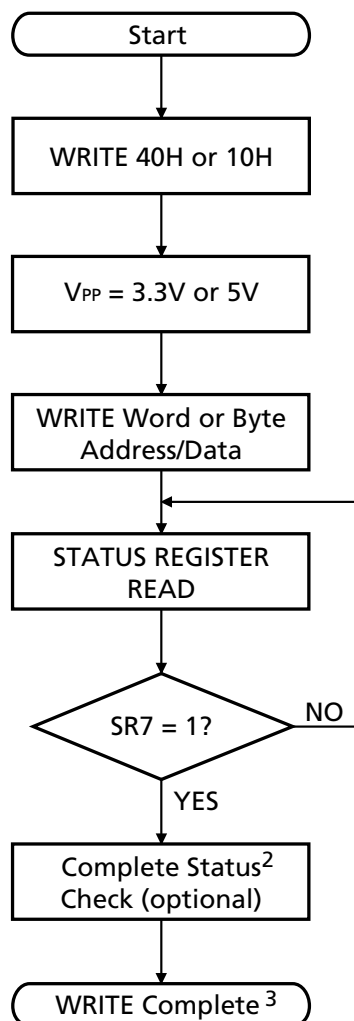 Start
WRITE 40H or 10H
VPP = 3.3V or 5V
WRITE Word or Byte
Address/Data
STATUS REGISTER
READ
SR7 = 1?
NO
YES
Complete Status2
Check (optional)
WRITE Complete 3